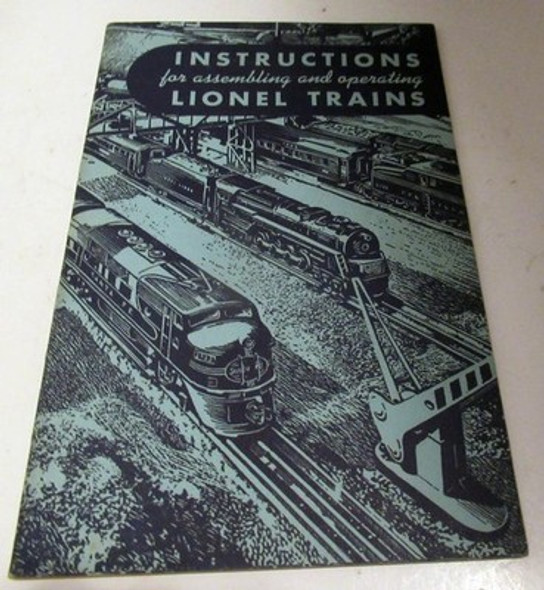 INSTRUCTIONS
for assembling and operating
LIONEL TRAINS